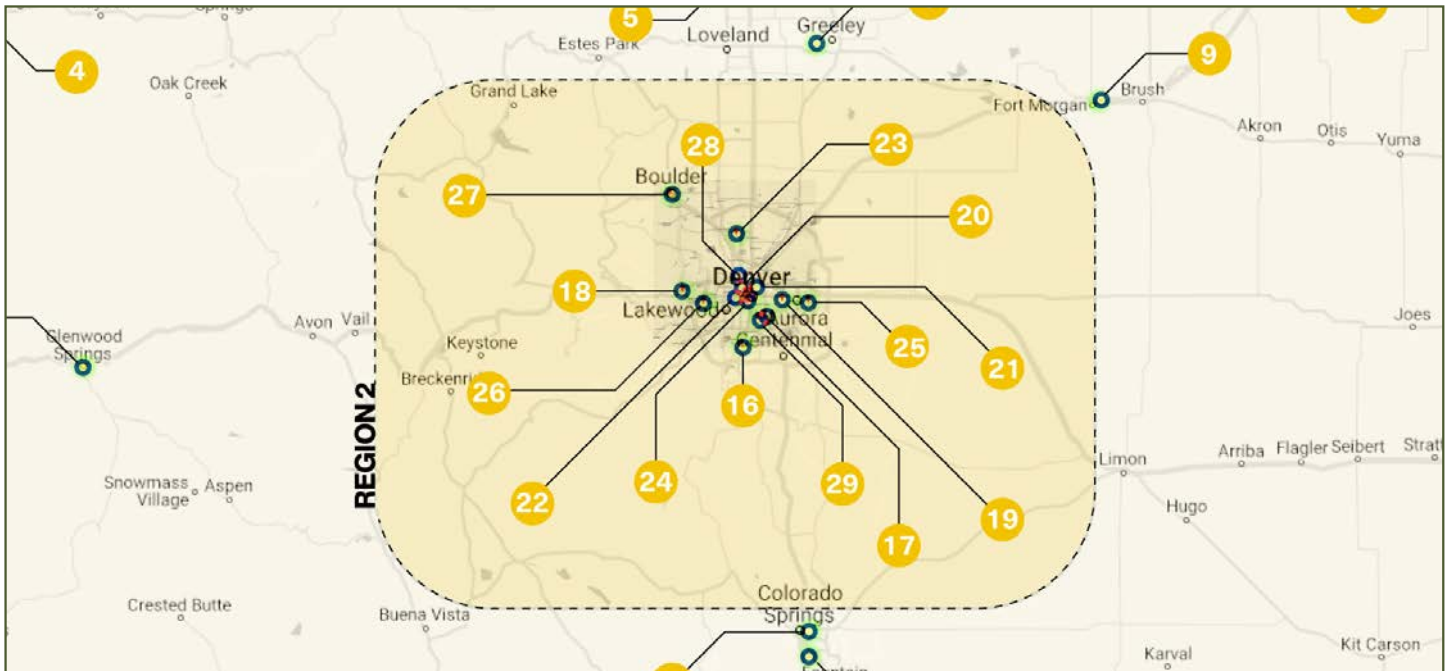 5
Greeley
Loveland
Estes Park
9
4
Oak Creek
Grand Lake
Brush
Fort Morgan
Akron
Otis
Yuma
28
23
Boulder
27
20
Denver
18
Lakewood
Aurora
Joes
Avon
Vail
Glenwood
Springs
Keystone
Centennial
25
21
26
16
REGION 2
Limon
Arriba
Flagler
Seibert
Snowmass
Village
Aspen
24
29
22
Hugo
19
17
Colorado
Springs
Crested Butte
Buena Vista
Karval
Kit Carson